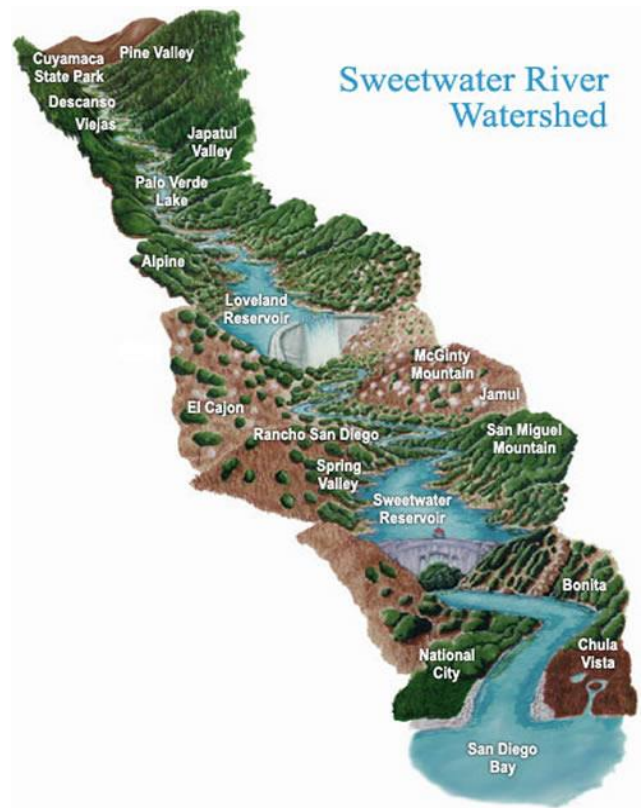 Sweetwater River
Watershed
Pine Valley
Cuyamaca
State Park
Descanso
Viejas
Japatul
Valley
Palo Verde
Lake
Alpine
Loveland
Reservoir
McGinty
Mountain
Jamul
El Cajon
Rancho San Diego
San Miguel
Mountain
Spring
Valley
Sweetwater
Reservoir
Bonita
National
City
Chula
Vista
San Diego
Bay